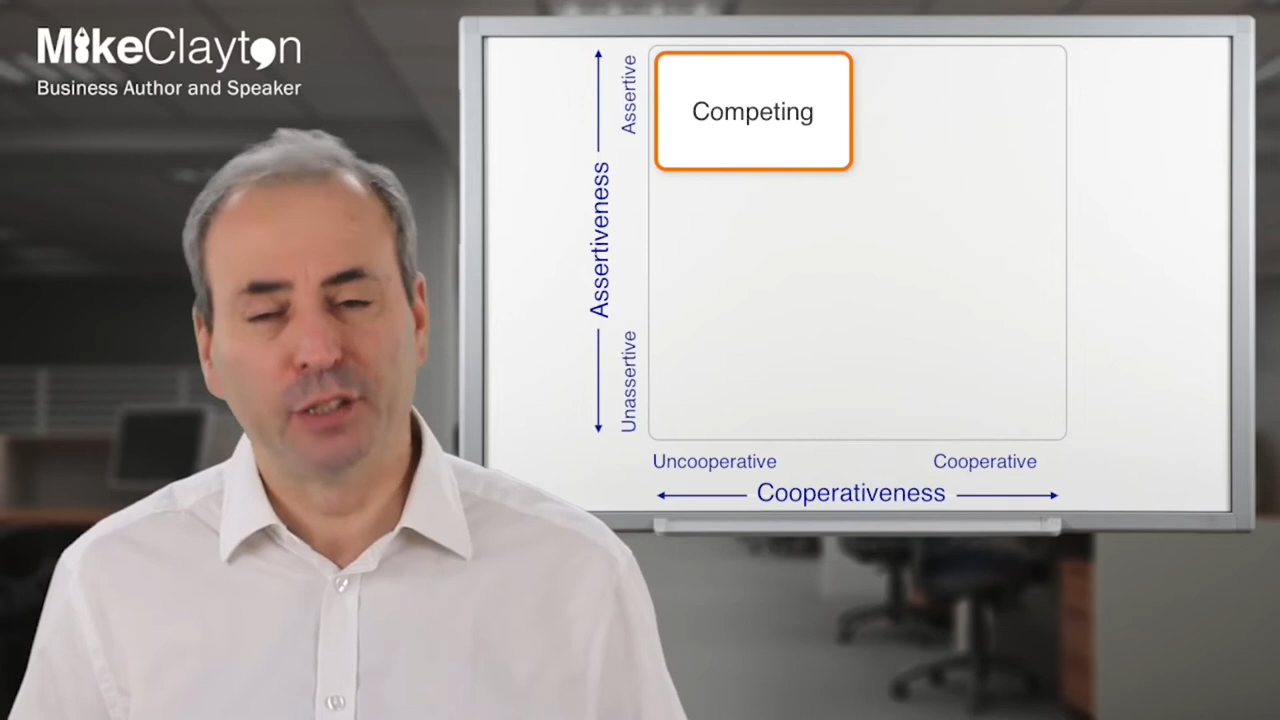 MikeClayton
Business Author and Speaker
Assertive
Competing
Assertiveness
Unassertive
Uncooperative
Cooperative
Cooperativeness